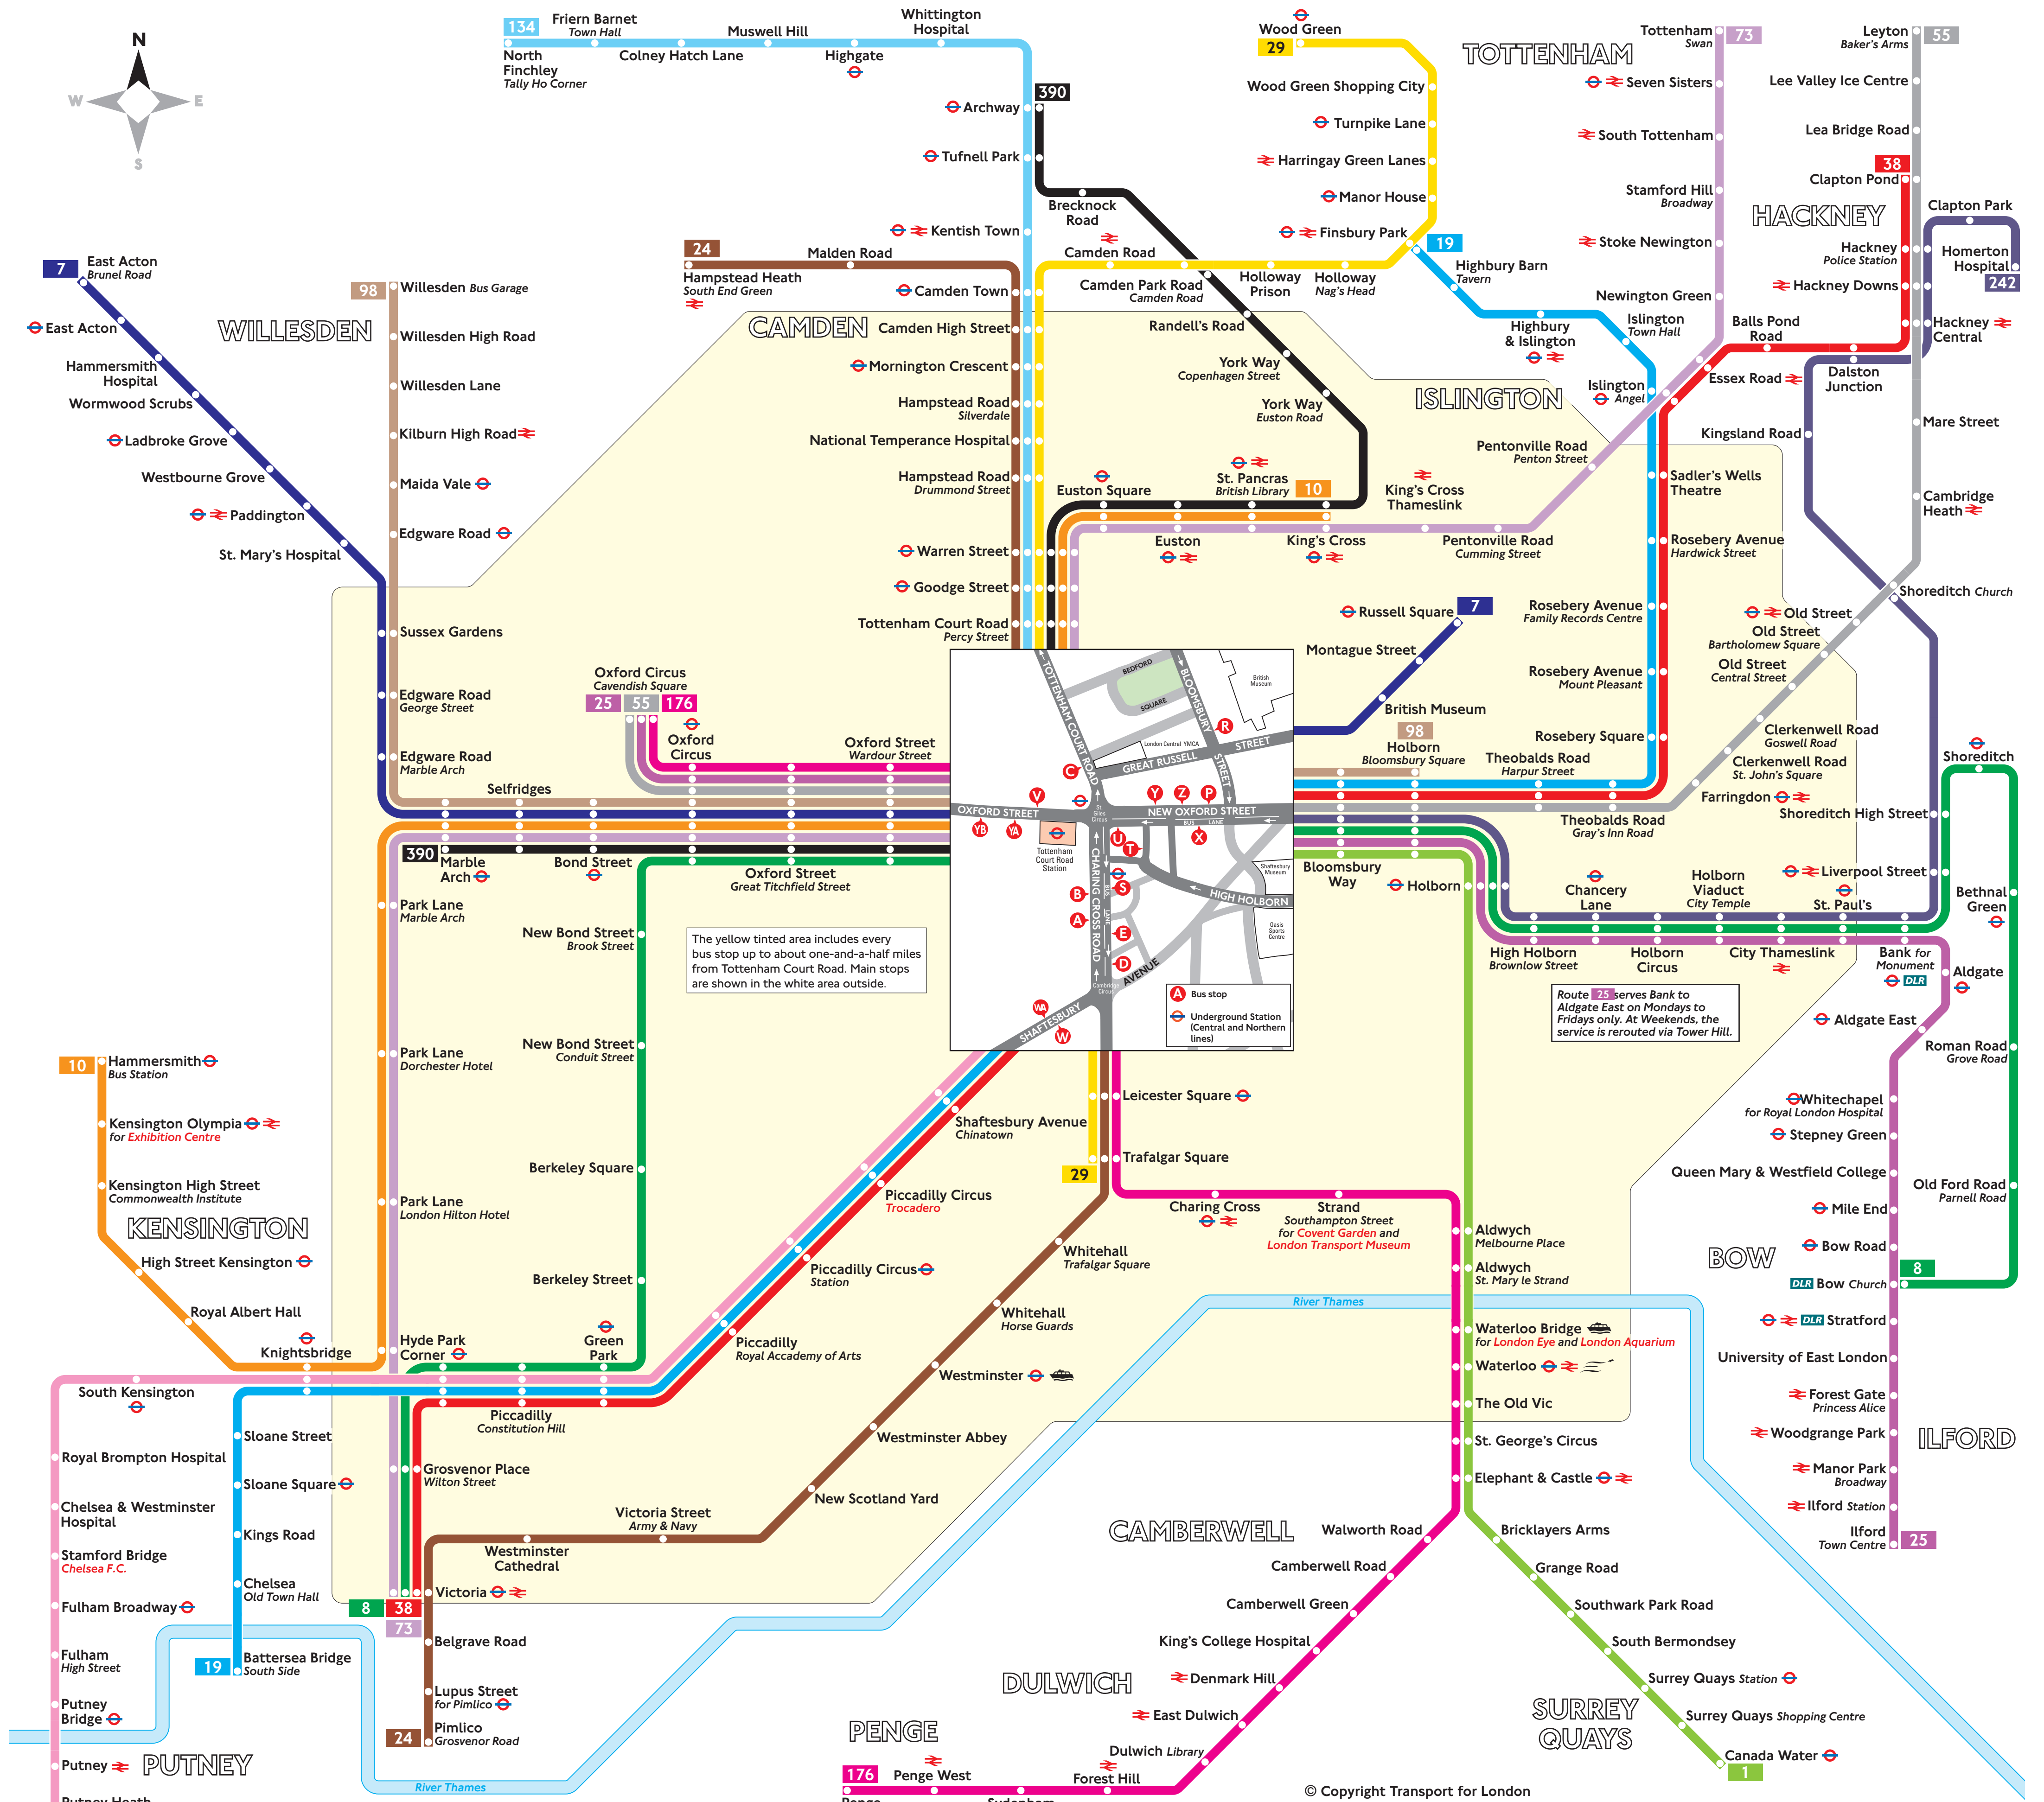 N
W
E
S
134
North
Finchley
Tally Ho Corner
Friern Barnet
Town Hall
Colney Hatch Lane
Muswell Hill
Highgate
Whittington
Hospital
Archway
390
Tufnell Park
Brecknock
Road
Kentish Town
24
Hampstead Heath
South End Green
Malden Road
Camden Town
CAMDEN
Camden High Street
Mornington Crescent
Hampstead Road
Silverdale
National Temperance Hospital
Hampstead Road
Drummond Street
Warren Street
Goodge Street
Tottenham Court Road
Percy Street
Wood Green
29
Wood Green Shopping City
Turnpike Lane
Harringay Green Lanes
Manor House
Finsbury Park
19
Camden Road
Camden Park Road
Camden Road
Holloway
Prison
Holloway
Nag's Head
Highbury Barn
Tavern
Highbury
& Islington
Islington
Town Hall
Islington
Angel
ISLINGTON
Randell's Road
York Way
Copenhagen Street
York Way
Euston Road
Euston Square
St. Pancras
British Library
10
King's Cross
Thameslink
Euston
King's Cross
Pentonville Road
Cumming Street
Pentonville Road
Penton Street
TOTTENHAM
Tottenham
Swan
73
Seven Sisters
South Tottenham
Stamford Hill
Broadway
Stoke Newington
Newington Green
Balls Pond
Road
Essex Road
Leyton
Baker's Arms
55
Lee Valley Ice Centre
Lea Bridge Road
38
Clapton Pond
HACKNEY
Hackney
Police Station
Hackney Downs
Clapton Park
Homerton
Hospital
242
Hackney
Central
Dalston
Junction
Kingsland Road
Mare Street
Cambridge
Heath
Shoreditch Church
Old Street
Old Street
Bartholomew Square
Old Street
Central Street
Clerkenwell Road
Goswell Road
Clerkenwell Road
St. John's Square
Farringdon
Theobalds Road
Gray's Inn Road
Sadler's Wells
Theatre
Rosebery Avenue
Hardwick Street
Rosebery Avenue
Family Records Centre
Rosebery Avenue
Mount Pleasant
Rosebery Square
Theobalds Road
Harpur Street
Russell Square
7
Montague Street
British Museum
98
Holborn
Bloomsbury Square
Bloomsbury
Way
Holborn
Shoreditch
Shoreditch High Street
Liverpool Street
Chancery
Lane
Holborn
Viaduct
City Temple
St. Paul's
High Holborn
Brownlow Street
Holborn
Circus
City Thameslink
Bank for
Monument
DLR
Route 25 serves Bank to
Aldgate East on Mondays to
Fridays only. At Weekends, the
service is rerouted via Tower Hill.
Aldgate
Aldgate East
Bethnal
Green
Roman Road
Grove Road
Old Ford Road
Parnell Road
8
Whitechapel
for Royal London Hospital
Stepney Green
Queen Mary & Westfield College
Mile End
Bow Road
BOW
DLR Bow Church
DLR Stratford
University of East London
Forest Gate
Princess Alice
Woodgrange Park
ILFORD
Manor Park
Broadway
Ilford Station
Ilford
Town Centre
25
7
East Acton
Brunel Road
East Acton
Hammersmith
Hospital
Wormwood Scrubs
Ladbroke Grove
Westbourne Grove
Paddington
St. Mary's Hospital
98
Willesden Bus Garage
WILLESDEN
Willesden High Road
Willesden Lane
Kilburn High Road
Maida Vale
Edgware Road
Sussex Gardens
Edgware Road
George Street
Edgware Road
Marble Arch
Oxford Circus
Cavendish Square
25
55
176
Oxford
Circus
Oxford Street
Wardour Street
Selfridges
390
Marble
Arch
Bond Street
Oxford Street
Great Titchfield Street
Park Lane
Marble Arch
New Bond Street
Brook Street
The yellow tinted area includes every
bus stop up to about one-and-a-half miles
from Tottenham Court Road. Main stops
are shown in the white area outside.
Park Lane
Dorchester Hotel
New Bond Street
Conduit Street
Berkeley Square
Park Lane
London Hilton Hotel
Berkeley Street
Green
Park
Hyde Park
Corner
TOTTENHAM COURT ROAD
BEDFORD
SQUARE
BLOOMSBURY
STREET
British
Museum
R
London Central YMCA
GREAT RUSSELL
STREET
C
V
Y
Z
P
OXFORD STREET
St.
Giles
Circus
NEW OXFORD STREET
BUS LANE
YB
YA
U
T
X
Tottenham
Court Road
Station
CHARING CROSS ROAD
BUS
LANE
Shaftesbury
Museum
S
B
A
HIGH HOLBORN
E
D
Oasis
Sports
Centre
AVENUE
Cambridge
Circus
WA
W
SHAFTESBURY
A Bus stop
Underground Station
(Central and Northern
lines)
10
Hammersmith
Bus Station
Kensington Olympia
for Exhibition Centre
Kensington High Street
Commonwealth Institute
KENSINGTON
High Street Kensington
Royal Albert Hall
Knightsbridge
South Kensington
Royal Brompton Hospital
Chelsea & Westminster
Hospital
Stamford Bridge
Chelsea F.C.
Fulham Broadway
Fulham
High Street
Putney
Bridge
Putney
PUTNEY
Putney Heath
Sloane Street
Sloane Square
Kings Road
Chelsea
Old Town Hall
19
Battersea Bridge
South Side
Piccadilly
Constitution Hill
Grosvenor Place
Wilton Street
Victoria
8
38
73
Belgrave Road
Lupus Street
for Pimlico
24
Pimlico
Grosvenor Road
Westminster
Cathedral
Victoria Street
Army & Navy
New Scotland Yard
Westminster Abbey
Westminster
Whitehall
Horse Guards
Whitehall
Trafalgar Square
Shaftesbury Avenue
Chinatown
Piccadilly Circus
Trocadero
Piccadilly Circus
Station
Piccadilly
Royal Accademy of Arts
Leicester Square
Trafalgar Square
29
Charing Cross
Strand
Southampton Street
for Covent Garden and
London Transport Museum
Aldwych
Melbourne Place
Aldwych
St. Mary le Strand
River Thames
Waterloo Bridge
for London Eye and London Aquarium
Waterloo
The Old Vic
St. George's Circus
Elephant & Castle
CAMBERWELL
Walworth Road
Camberwell Road
Camberwell Green
King's College Hospital
DULWICH
Denmark Hill
East Dulwich
Dulwich Library
PENGE
176
Penge West
Forest Hill
Penge
Sydenham
Bricklayers Arms
Grange Road
Southwark Park Road
South Bermondsey
Surrey Quays Station
SURREY
QUAYS
Surrey Quays Shopping Centre
Canada Water
1
River Thames
© Copyright Transport for London